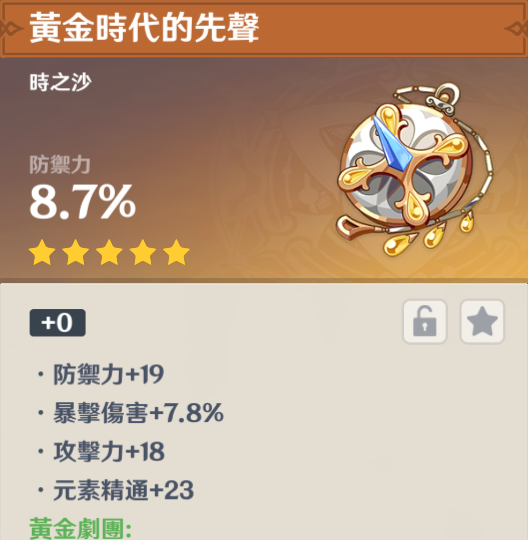 黃金時代的先聲
時之沙
防禦力
8.7%
+0
·防禦力+19
·暴擊傷害+7.8%
·攻擊力+18
·元素精通+23
黃金劇團: